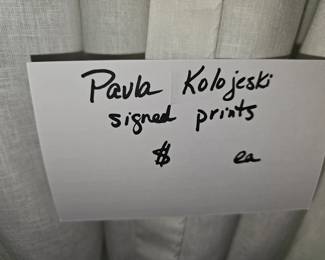 Paula Kolojeski
signed prints
$ ea